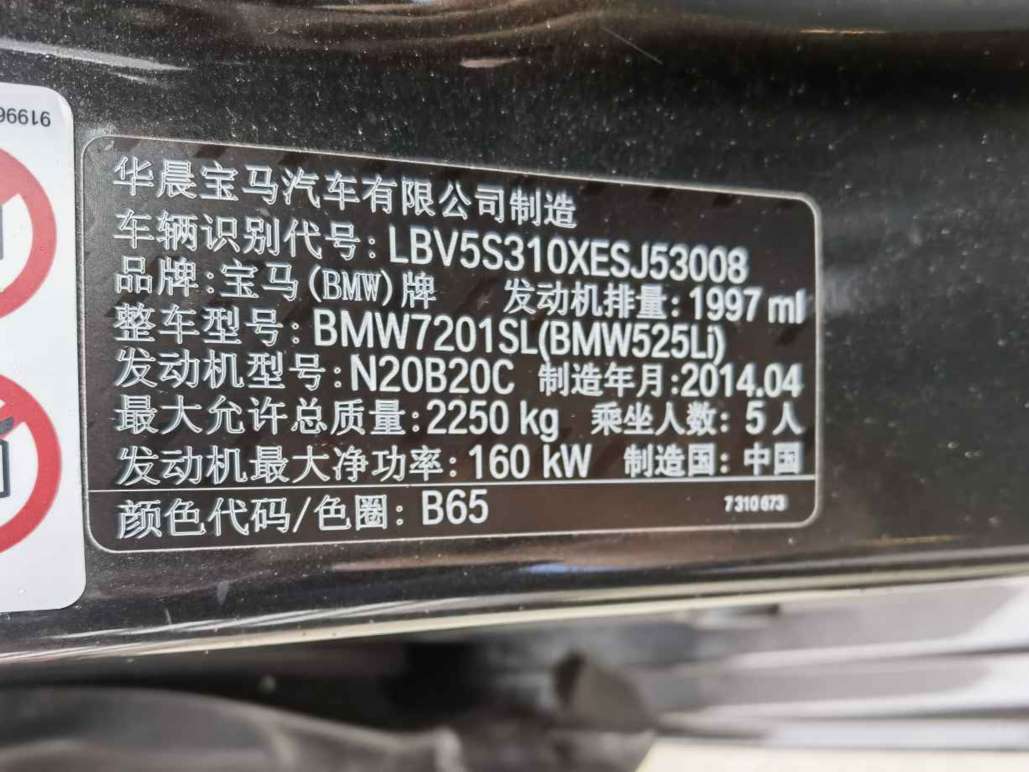 华晨宝马汽车有限公司制造
车辆识别代号: LBV5S310XESJ53008
品牌: 宝马(BMW)牌 发动机排量: 1997 ml
整车型号: BMW7201SL(BMW525Li)
发动机型号: N20B20C 制造年月: 2014.04
最大允许总质量: 2250 kg 乘坐人数: 5 人
发动机最大净功率: 160 kW 制造国: 中国
颜色代码/色圈: B65 7 310 673